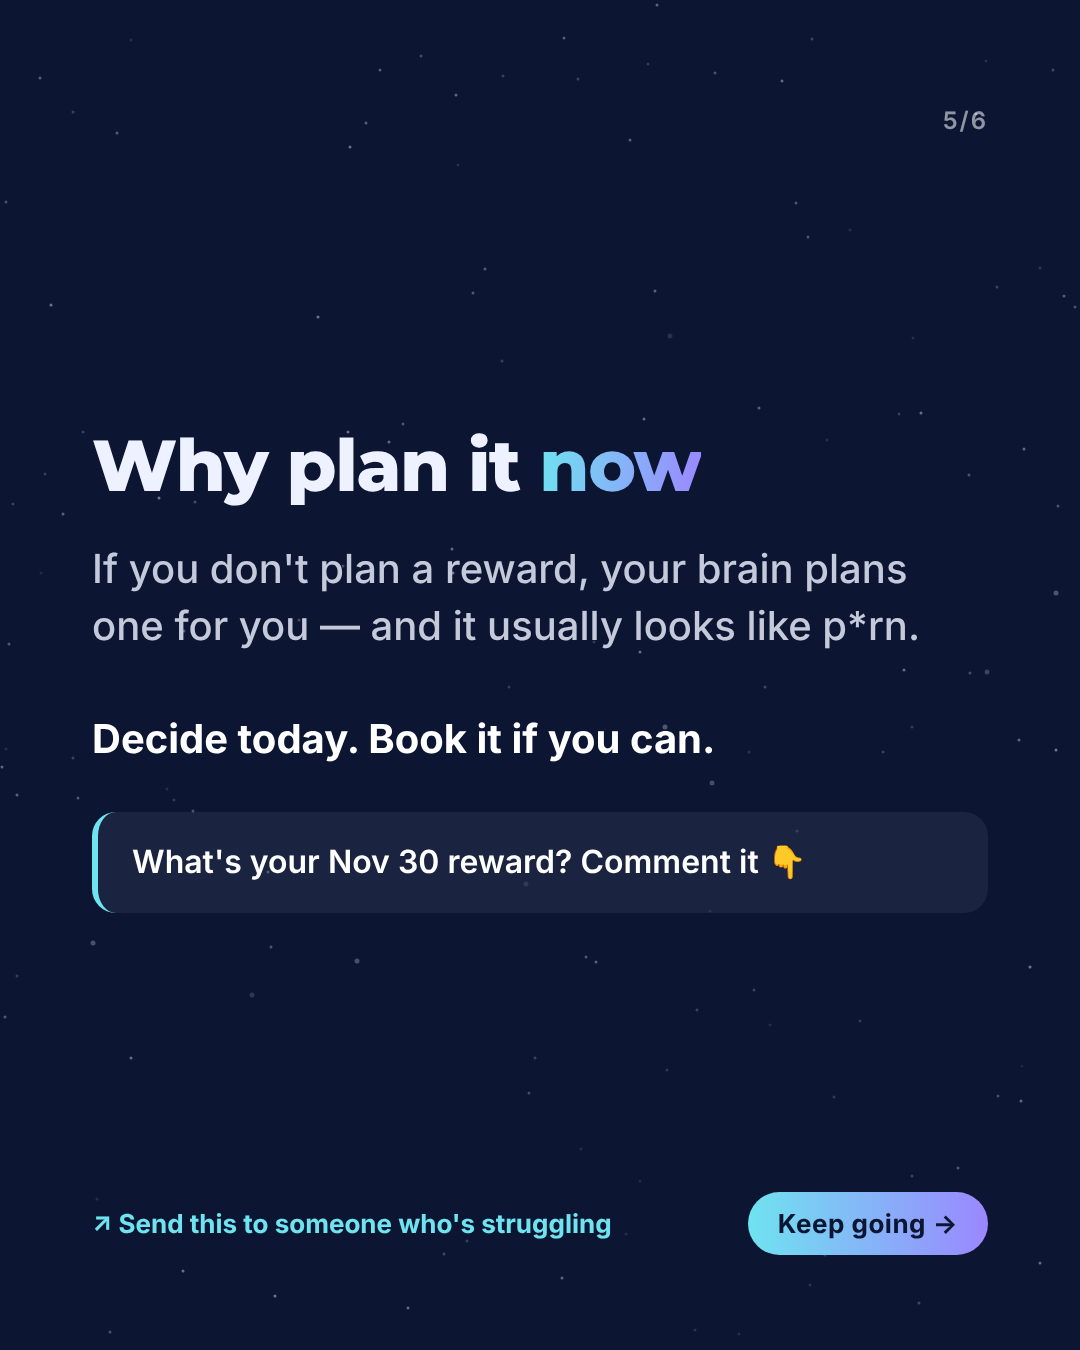 5/6
Why plan it now
If you don't plan a reward, your brain plans
one for you — and it usually looks like p*rn.
Decide today. Book it if you can.
What's your Nov 30 reward? Comment it 👇
↗ Send this to someone who's struggling
Keep going →